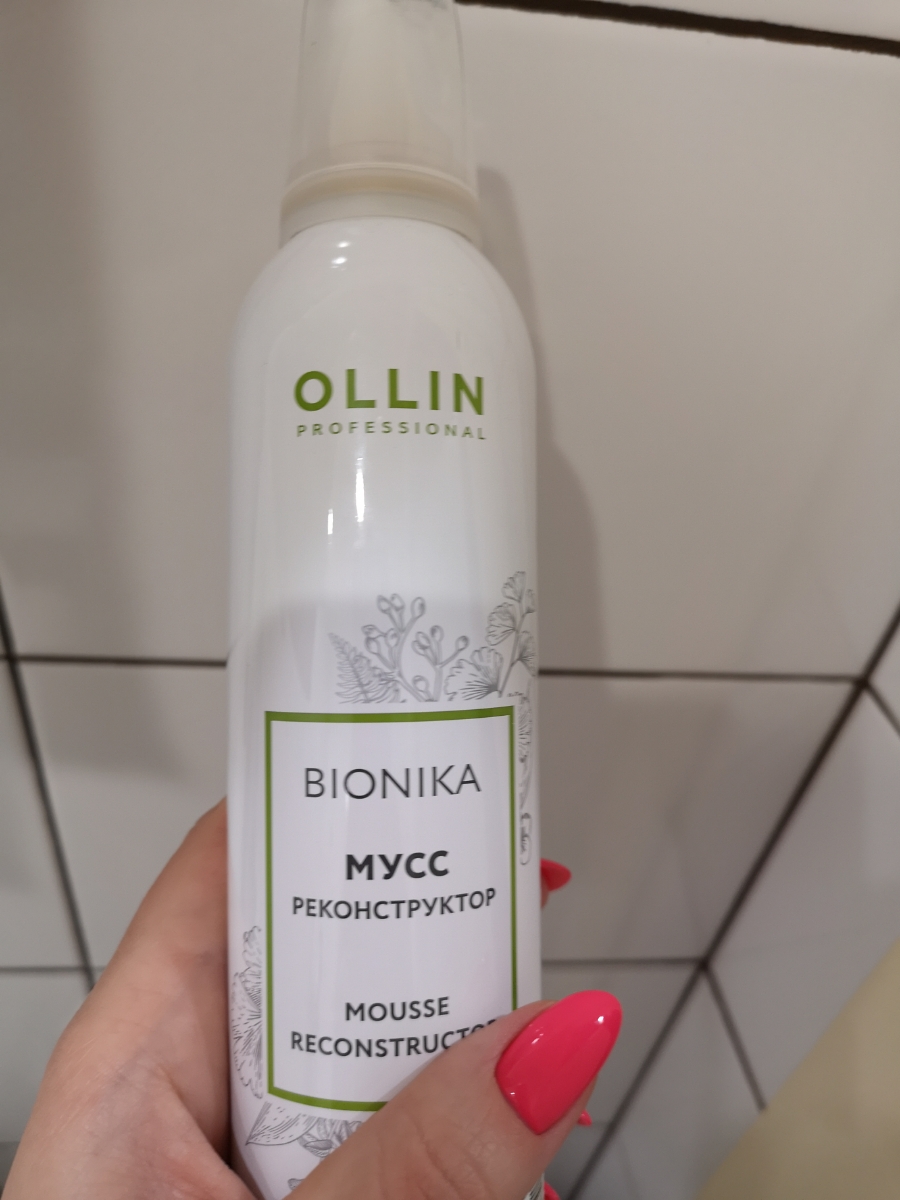 OLLIN
PROFESSIONAL
BIONIKA
МУСС
РЕКОНСТРУКТОР
MOUSSE